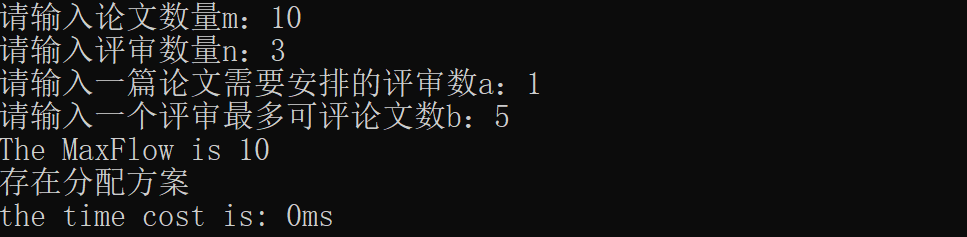 请输入论文数量m：10
请输入评审数量n：3
请输入一篇论文需要安排的评审数a：1
请输入一个评审最多可评论文数b：5
The MaxFlow is 10
存在分配方案
the time cost is: 0ms